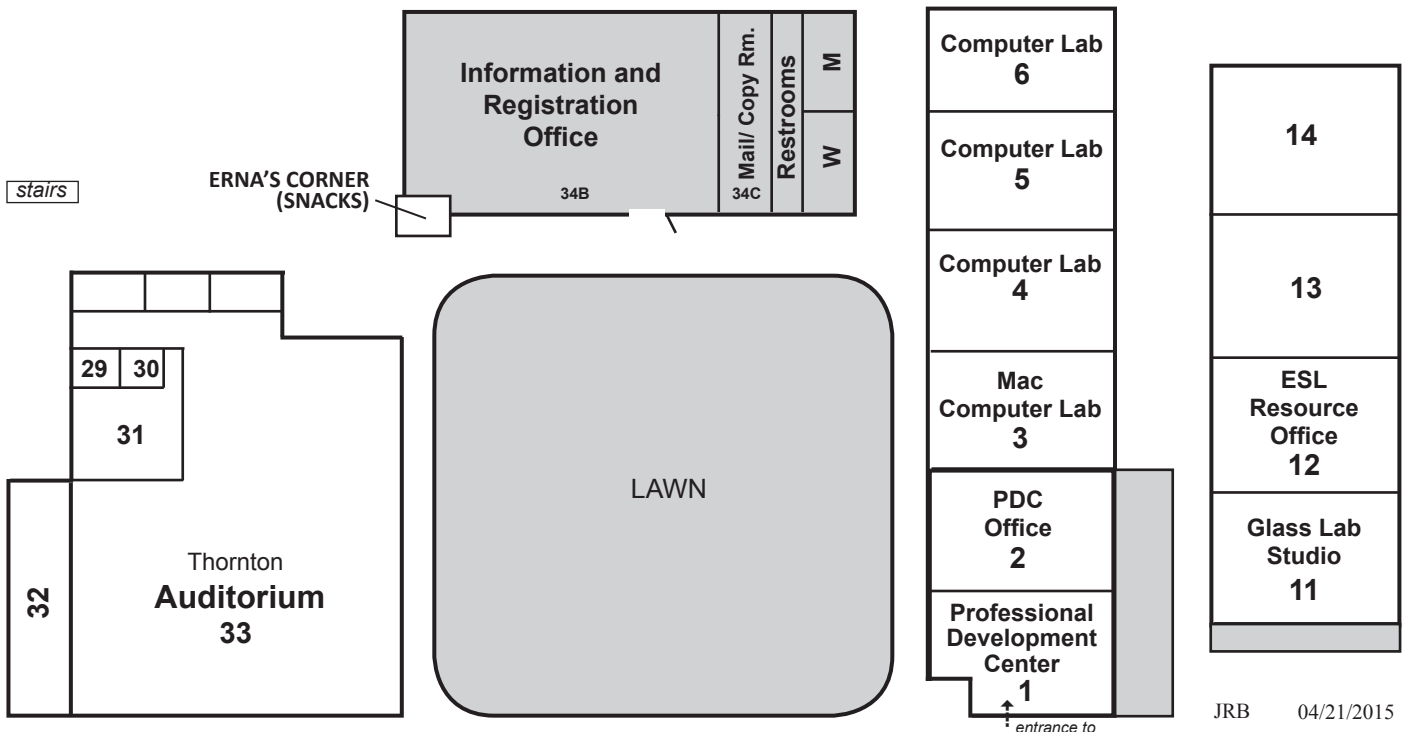 Information and
Registration
Office
34B
Mail/ Copy Rm.
34C
Restrooms
M
W
ERNA'S CORNER
(SNACKS)
stairs
29
30
31
32
Thornton
Auditorium
33
LAWN
Computer Lab
6
Computer Lab
5
Computer Lab
4
Mac
Computer Lab
3
PDC
Office
2
Professional
Development
Center
1
entrance to
14
13
ESL
Resource
Office
12
Glass Lab
Studio
11
JRB 04/21/2015